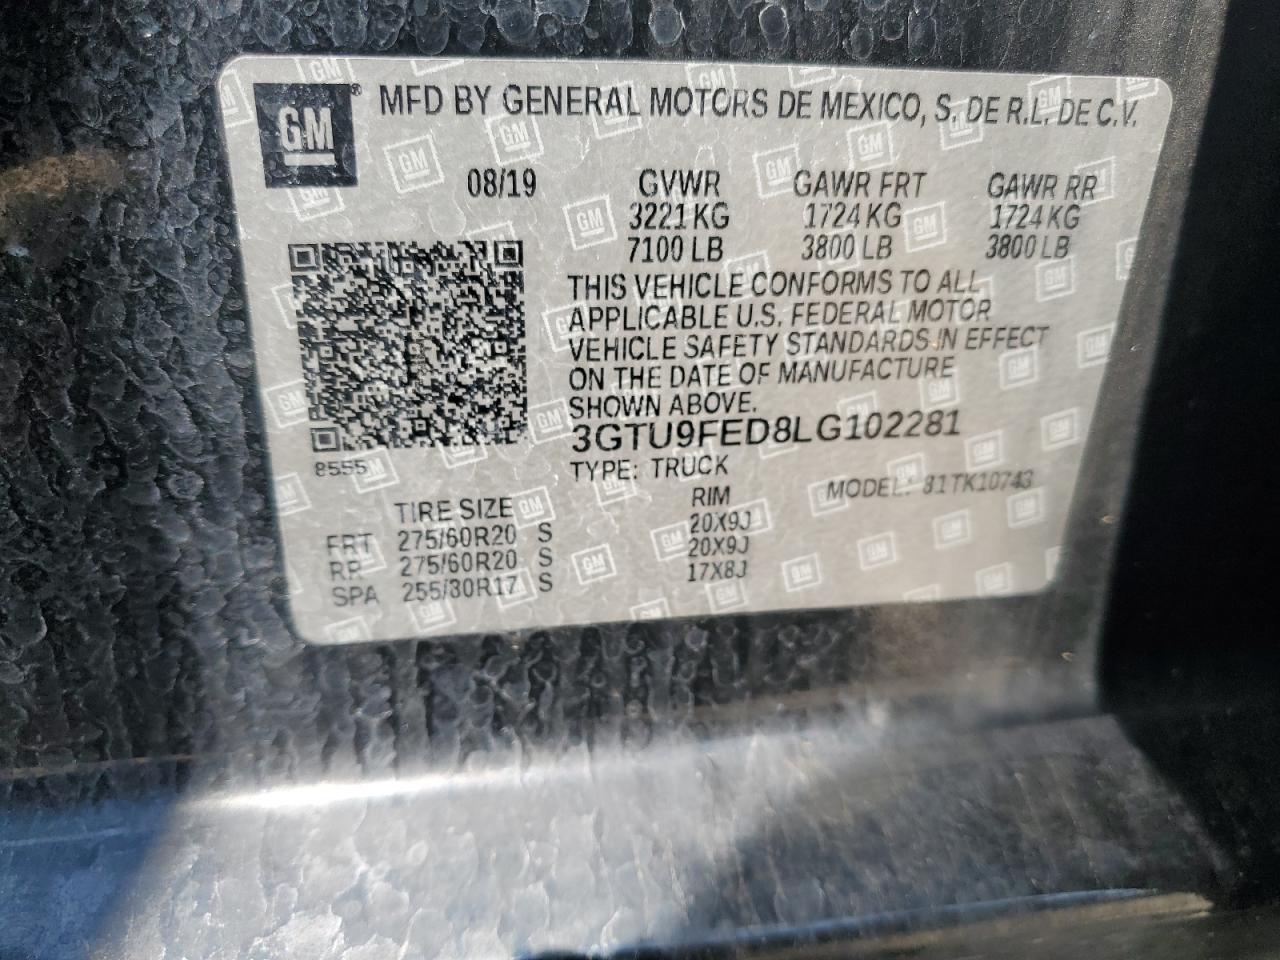 GM® MFD BY GENERAL MOTORS DE MEXICO, S. DE R.L. DE C.V.
08/19 GVWR GAWR FRT GAWR RR
3221 KG 1724 KG 1724 KG
7100 LB 3800 LB 3800 LB
THIS VEHICLE CONFORMS TO ALL
APPLICABLE U.S. FEDERAL MOTOR
VEHICLE SAFETY STANDARDS IN EFFECT
ON THE DATE OF MANUFACTURE
SHOWN ABOVE.
3GTU9FED8LG102281
8555 TYPE: TRUCK
MODEL: 81TK10743
TIRE SIZE RIM
FRT 275/60R20 S 20X9J
RR 275/60R20 S 20X9J
SPA 255/80R17 S 17X8J